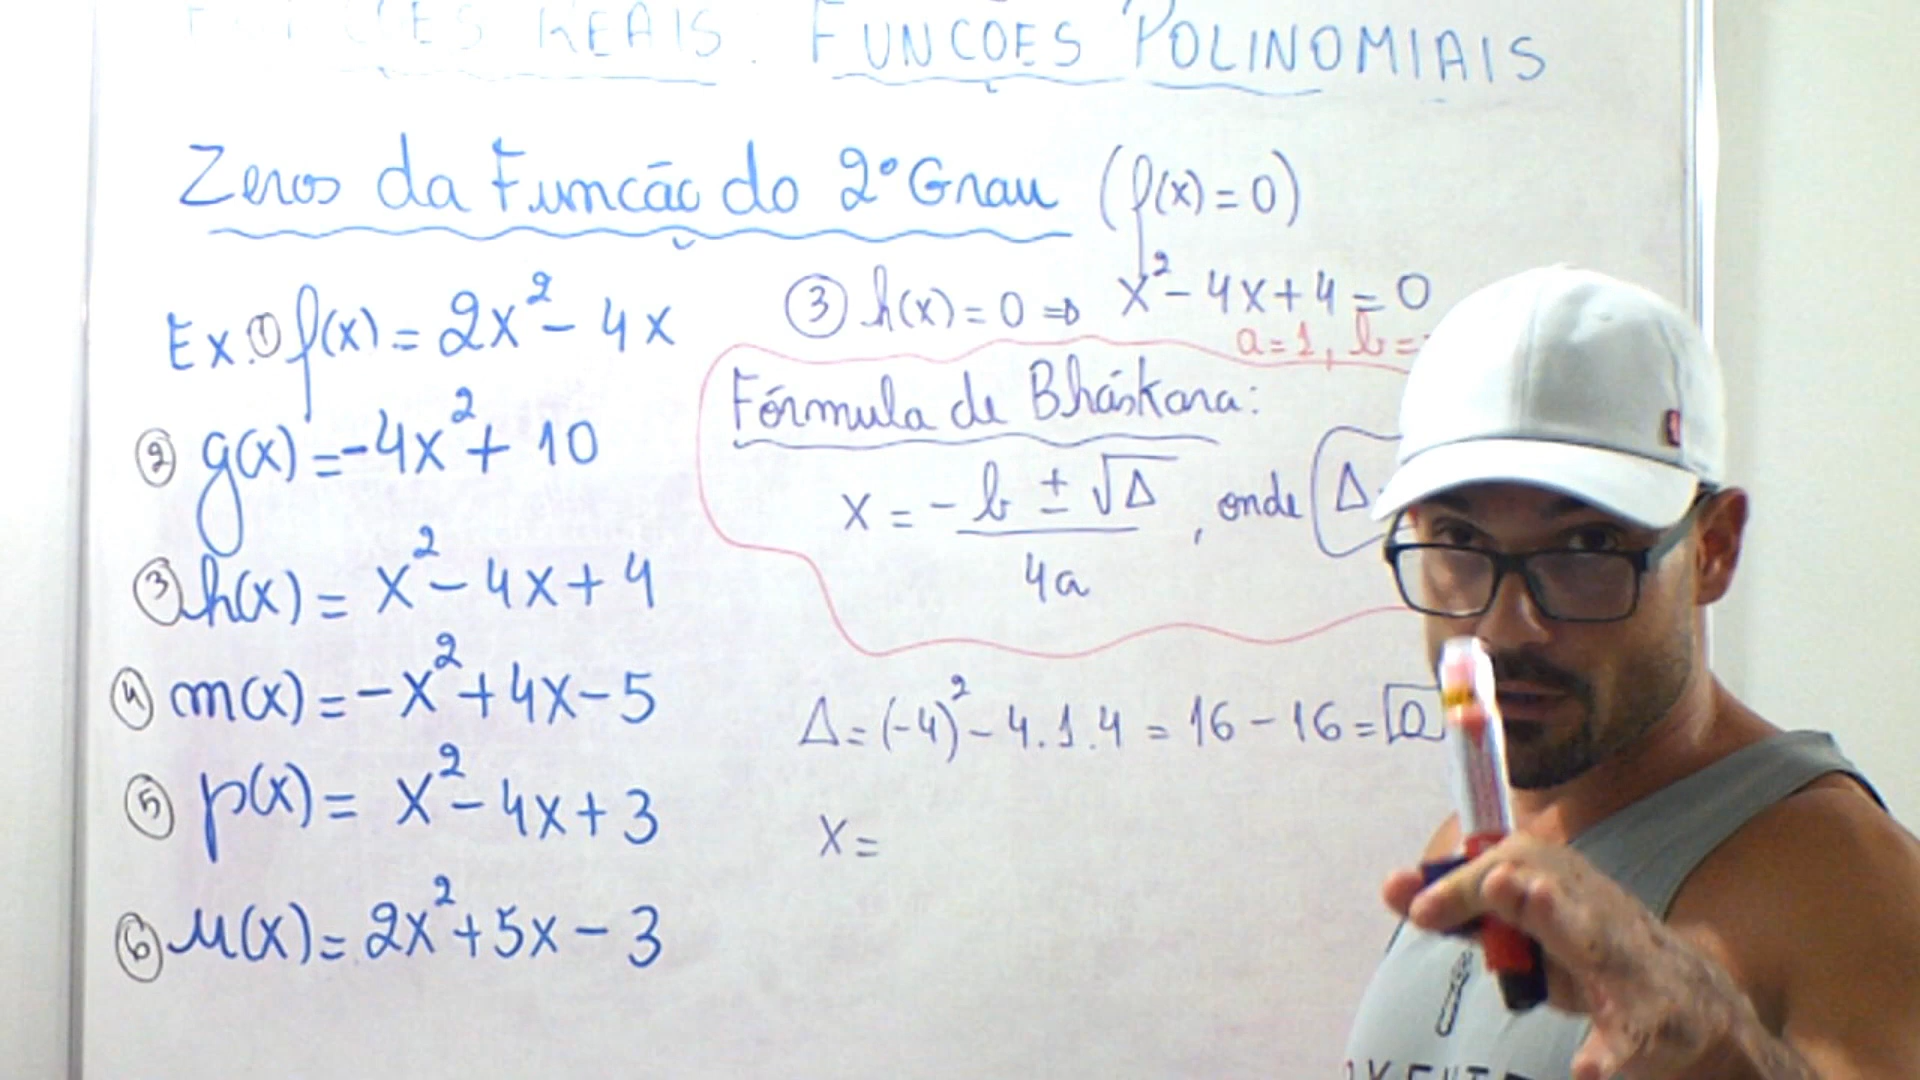 REAIS: FUNÇÕES POLINOMIAIS
Zeros da Função do 2º Grau (f(x) = 0)
Ex. ① f(x) = 2x² - 4x
② g(x) = -4x² + 10
③ h(x) = x² - 4x + 4
④ m(x) = -x² + 4x - 5
⑤ p(x) = x² - 4x + 3
⑥ u(x) = 2x² + 5x - 3
③ h(x) = 0 ⇒ x² - 4x + 4 = 0
a = 1, b =
Fórmula de Bháskara:
x = -b ± √Δ / 4a, onde Δ
Δ = (-4)² - 4.1.4 = 16 - 16 = 0
x =